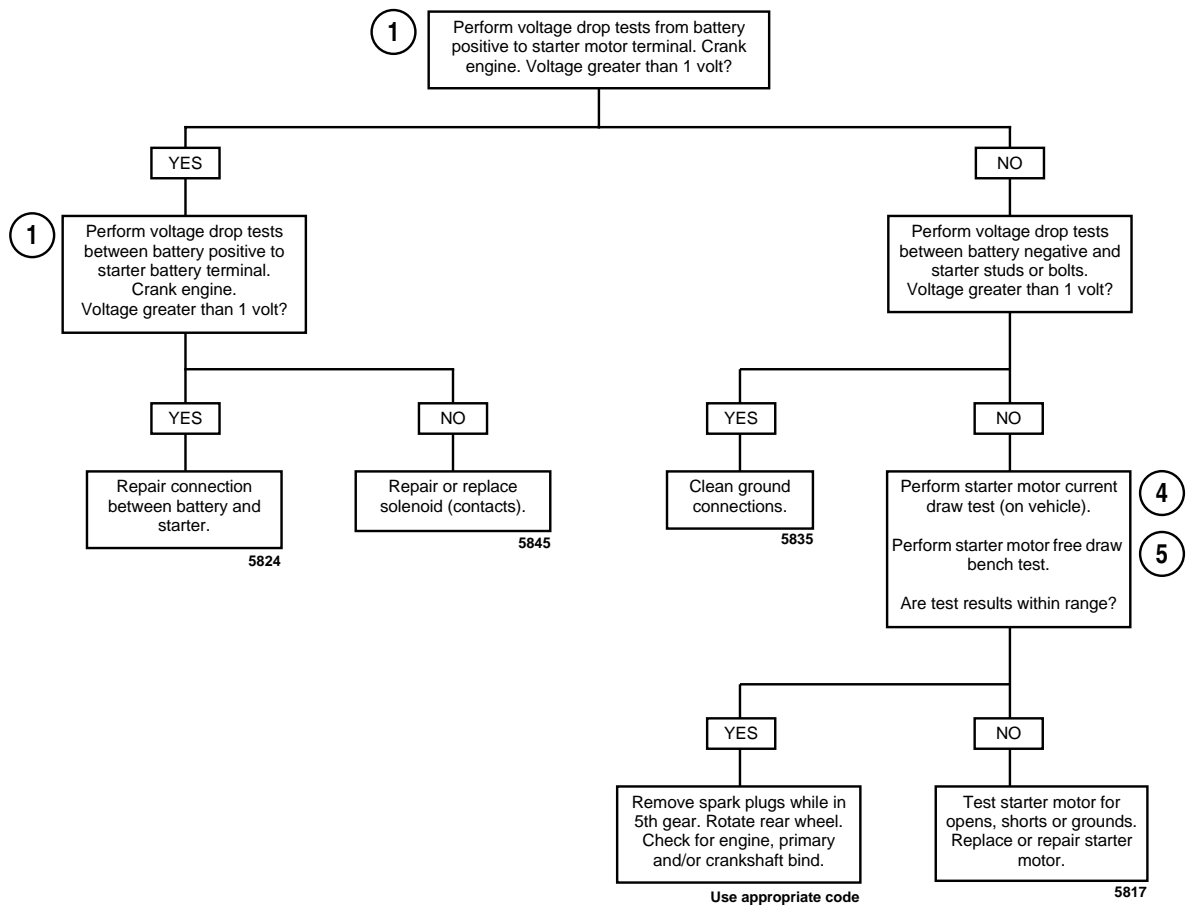 1
Perform voltage drop tests from battery
positive to starter motor terminal. Crank
engine. Voltage greater than 1 volt?
YES
NO
1
Perform voltage drop tests
between battery positive to
starter battery terminal.
Crank engine.
Voltage greater than 1 volt?
Perform voltage drop tests
between battery negative and
starter studs or bolts.
Voltage greater than 1 volt?
YES
NO
YES
NO
Repair connection
between battery and
starter.
5824
Repair or replace
solenoid (contacts).
5845
Clean ground
connections.
5835
Perform starter motor current
draw test (on vehicle).
4
Perform starter motor free draw
bench test.
5
Are test results within range?
YES
NO
Remove spark plugs while in
5th gear. Rotate rear wheel.
Check for engine, primary
and/or crankshaft bind.
Use appropriate code
Test starter motor for
opens, shorts or grounds.
Replace or repair starter
motor.
5817